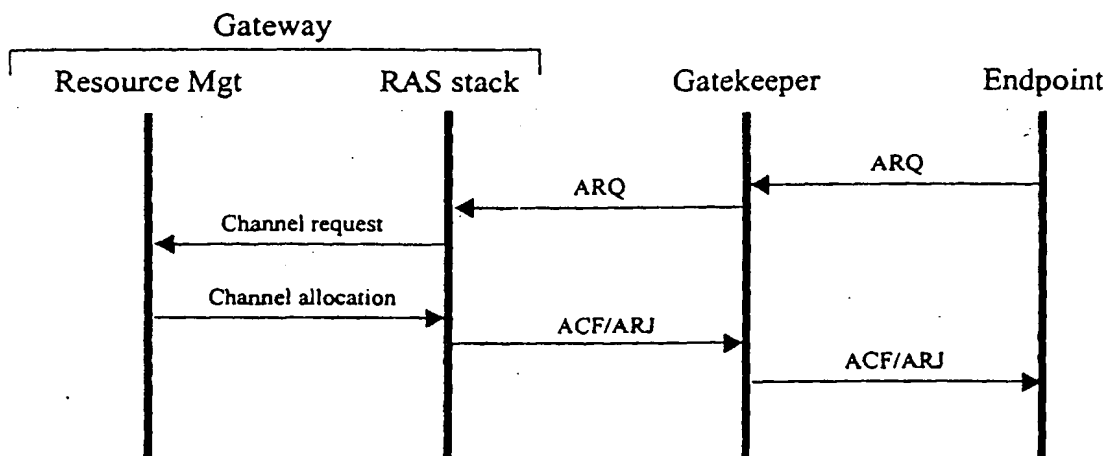 Gateway
Resource Mgt
RAS stack
Gatekeeper
Endpoint
ARQ
ARQ
Channel request
Channel allocation
ACF/ARJ
ACF/ARJ